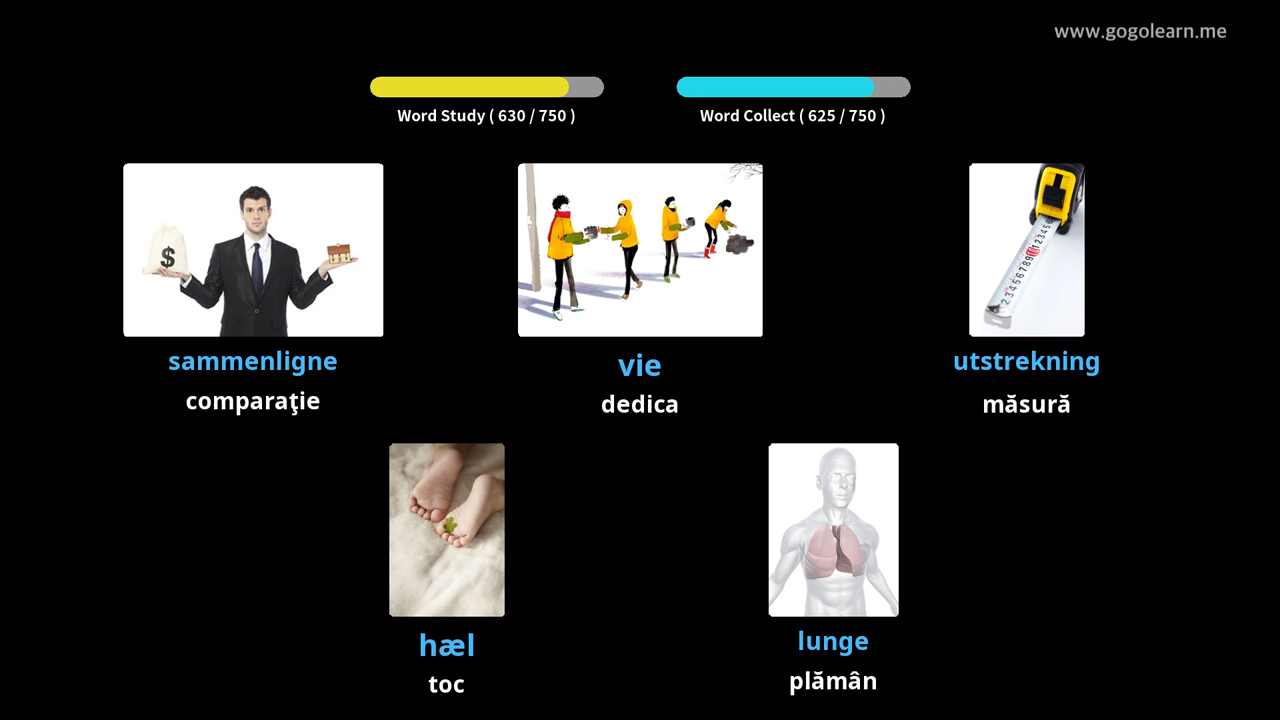 www.gogolearn.me
Word Study ( 630 / 750 )
Word Collect ( 625 / 750 )
$
sammenligne
comparaţie
vie
dedica
utstrekning
măsură
hæl
toc
lunge
plămân